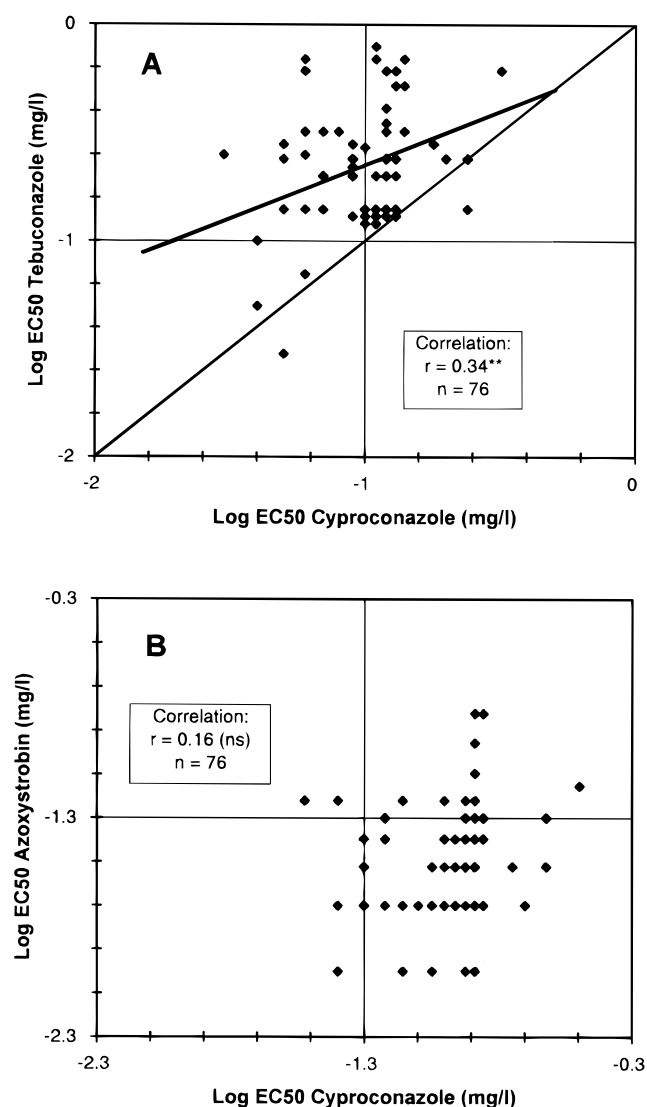 0
A
Log EC50 Tebuconazole (mg/l)
-1
Correlation:
r = 0.34**
n = 76
-2
-2
-1
0
Log EC50 Cyproconazole (mg/l)
-0.3
B
Log EC50 Azoxystrobin (mg/l)
Correlation:
r = 0.16 (ns)
n = 76
-1.3
-2.3
-2.3
-1.3
-0.3
Log EC50 Cyproconazole (mg/l)